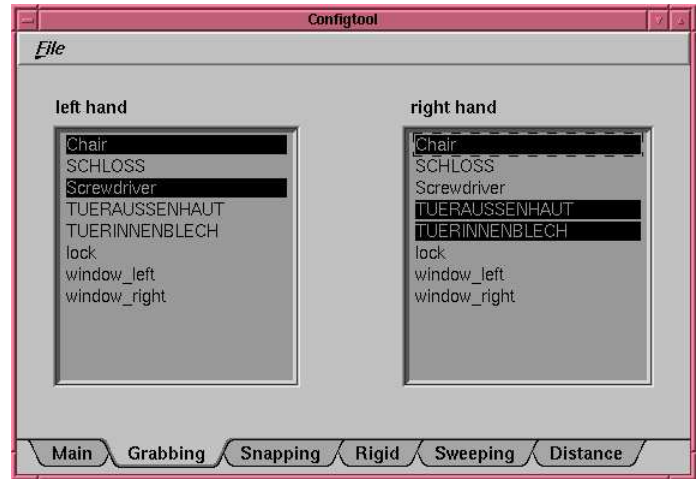 Configtool
File
left hand
Chair
SCHLOSS
Screwdriver
TUERAUSSENHAUT
TUERINNENBLECH
lock
window_left
window_right
right hand
Chair
SCHLOSS
Screwdriver
TUERAUSSENHAUT
TUERINNENBLECH
lock
window_left
window_right
Main Grabbing Snapping Rigid Sweeping Distance